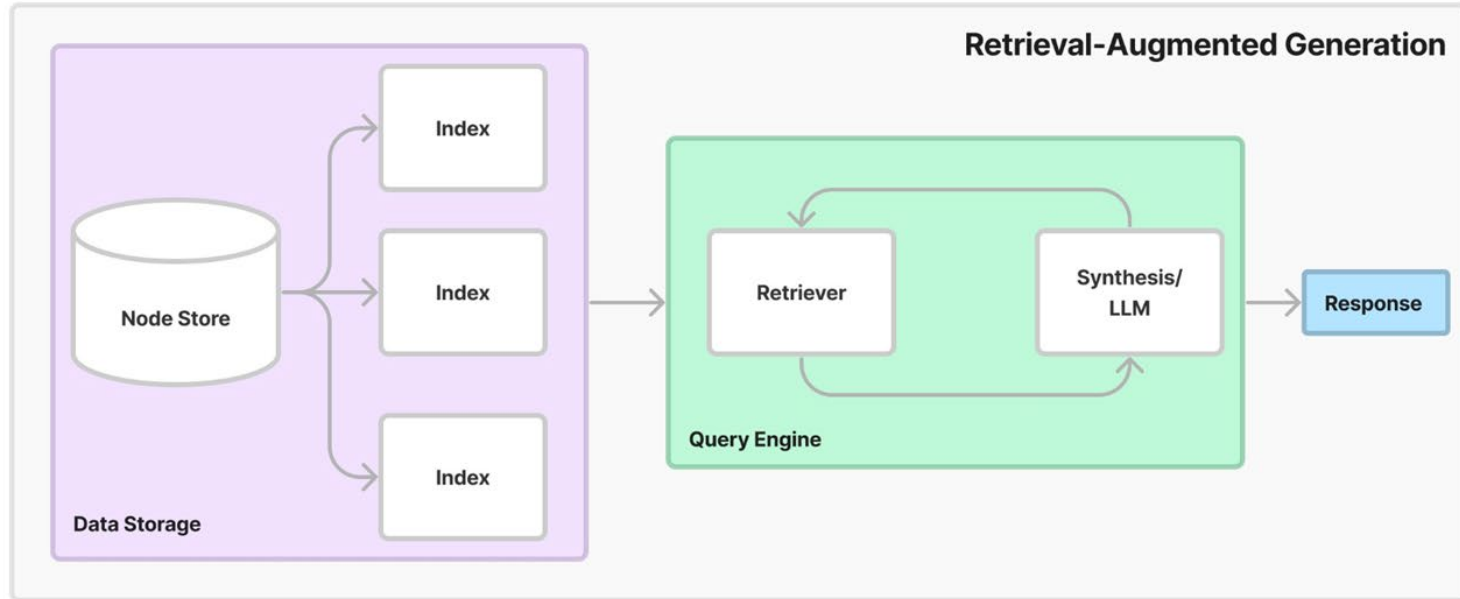 Retrieval-Augmented Generation
Index
Node Store
Index
Index
Data Storage
Retriever
Synthesis/
LLM
Query Engine
Response